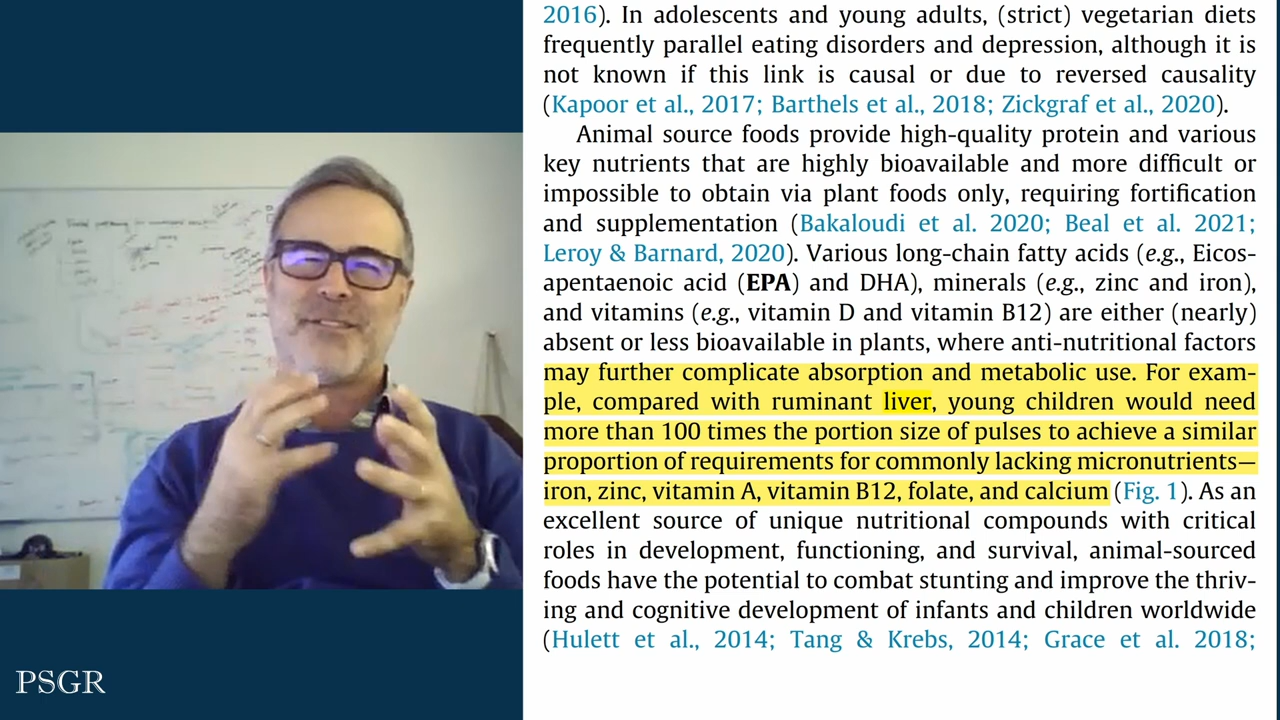 2016). In adolescents and young adults, (strict) vegetarian diets
frequently parallel eating disorders and depression, although it is
not known if this link is causal or due to reversed causality
(Kapoor et al., 2017; Barthels et al., 2018; Zickgraf et al., 2020).
Animal source foods provide high-quality protein and various
key nutrients that are highly bioavailable and more difficult or
impossible to obtain via plant foods only, requiring fortification
and supplementation (Bakaloudi et al. 2020; Beal et al. 2021;
Leroy & Barnard, 2020). Various long-chain fatty acids (e.g., Eicos-
apentaenoic acid (EPA) and DHA), minerals (e.g., zinc and iron),
and vitamins (e.g., vitamin D and vitamin B12) are either (nearly)
absent or less bioavailable in plants, where anti-nutritional factors
may further complicate absorption and metabolic use. For exam-
ple, compared with ruminant liver, young children would need
more than 100 times the portion size of pulses to achieve a similar
proportion of requirements for commonly lacking micronutrients—
iron, zinc, vitamin A, vitamin B12, folate, and calcium (Fig. 1). As an
excellent source of unique nutritional compounds with critical
roles in development, functioning, and survival, animal-sourced
foods have the potential to combat stunting and improve the thriv-
ing and cognitive development of infants and children worldwide
(Hulett et al., 2014; Tang & Krebs, 2014; Grace et al. 2018;
PSGR